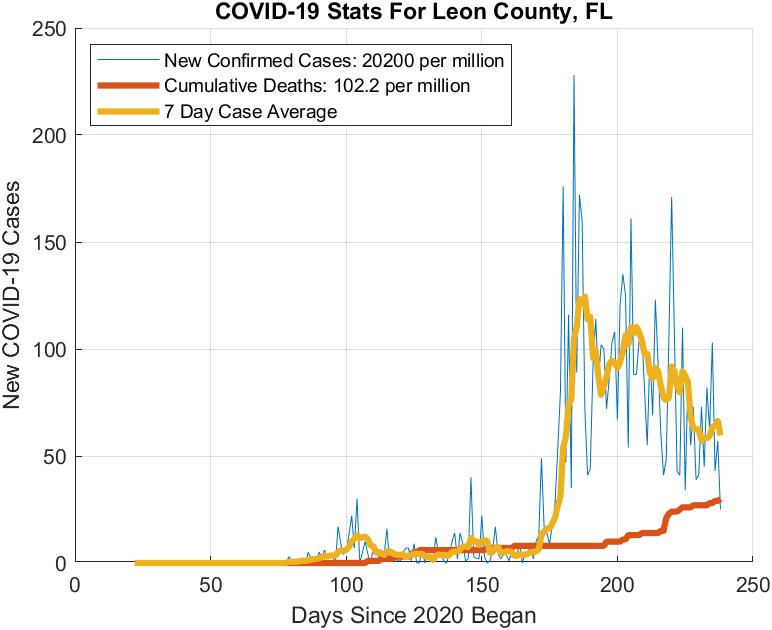 COVID-19 Stats For Leon County, FL
New Confirmed Cases: 20200 per million
Cumulative Deaths: 102.2 per million
7 Day Case Average
250
200
150
100
50
0
New COVID-19 Cases
0 50 100 150 200 250
Days Since 2020 Began